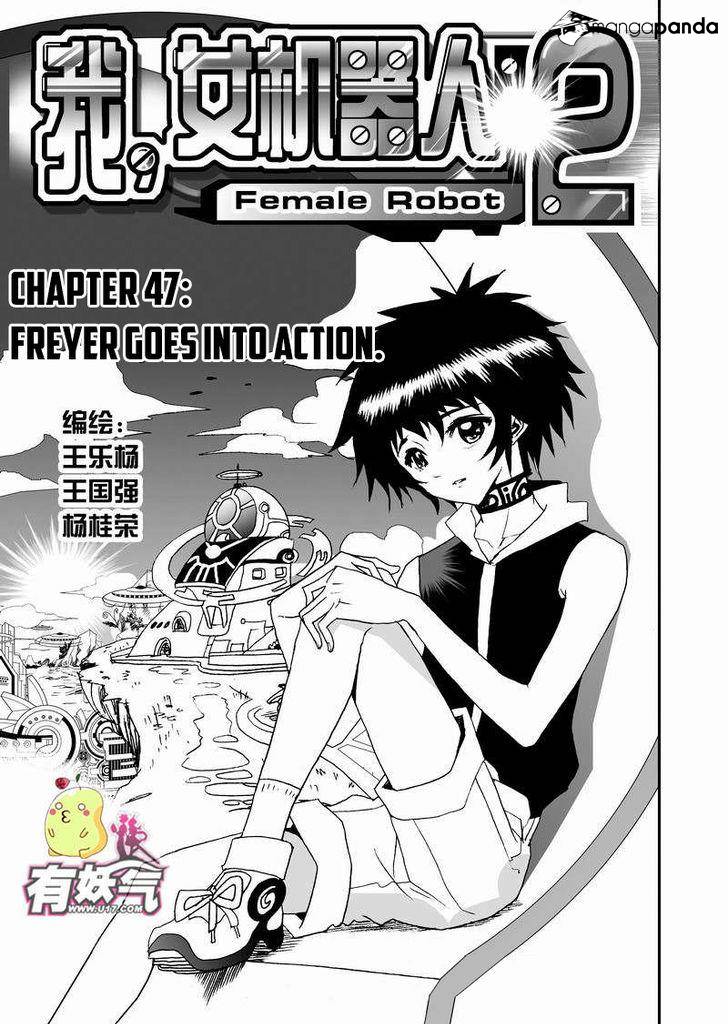 mangapanda
我,女机器人2
Female Robot
CHAPTER 47:
FREYER GOES INTO ACTION.
编绘:
王乐杨
王国强
杨桂荣
有妖气
WWW.U17.COM